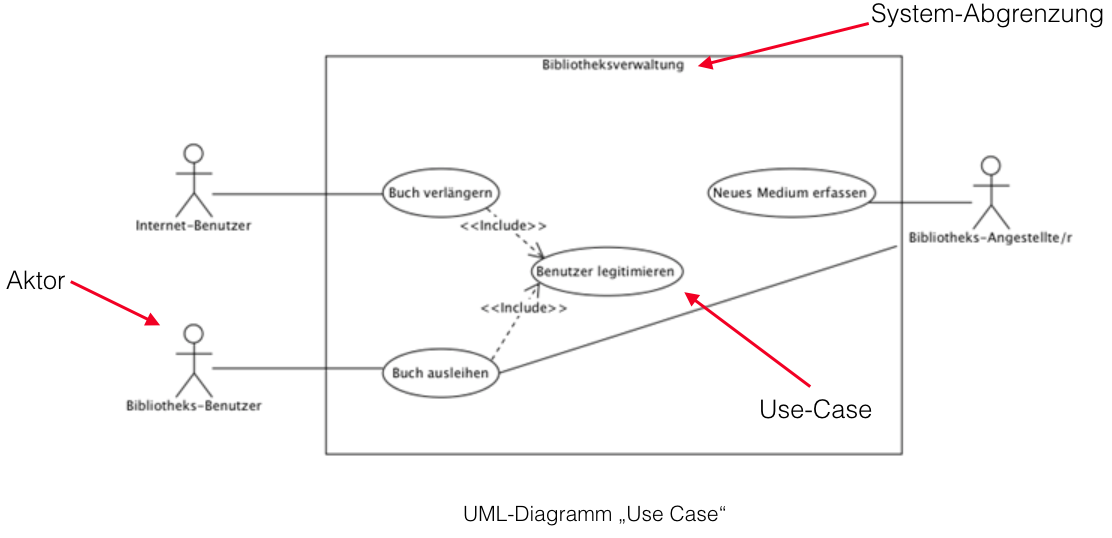 System-Abgrenzung
Bibliotheksverwaltung
Buch verlängern
Neues Medium erfassen
Internet-Benutzer
<<Include>>
Bibliotheks-Angestellte/r
Benutzer legitimieren
Aktor
<<Include>>
Buch ausleihen
Bibliotheks-Benutzer
Use-Case
UML-Diagramm „Use Case“